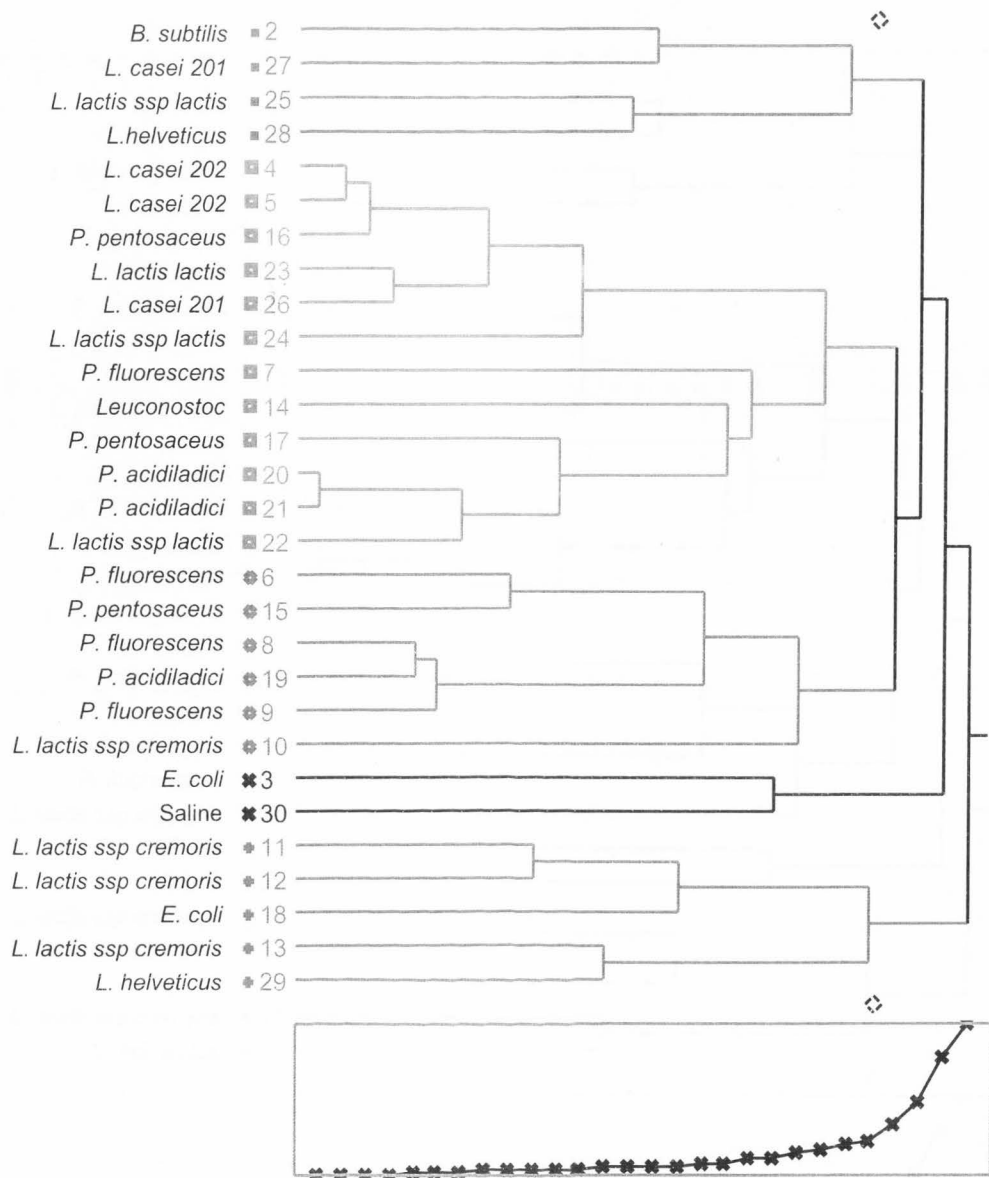 B. subtilis 2
L. casei 201 27
L. lactis ssp lactis 25
L.helveticus 28
L. casei 202 4
L. casei 202 5
P. pentosaceus 16
L. lactis lactis 23
L. casei 201 26
L. lactis ssp lactis 24
P. fluorescens 7
Leuconostoc 14
P. pentosaceus 17
P. acidiladici 20
P. acidiladici 21
L. lactis ssp lactis 22
P. fluorescens 6
P. pentosaceus 15
P. fluorescens 8
P. acidiladici 19
P. fluorescens 9
L. lactis ssp cremoris 10
E. coli 3
Saline 30
L. lactis ssp cremoris 11
L. lactis ssp cremoris 12
E. coli 18
L. lactis ssp cremoris 13
L. helveticus 29